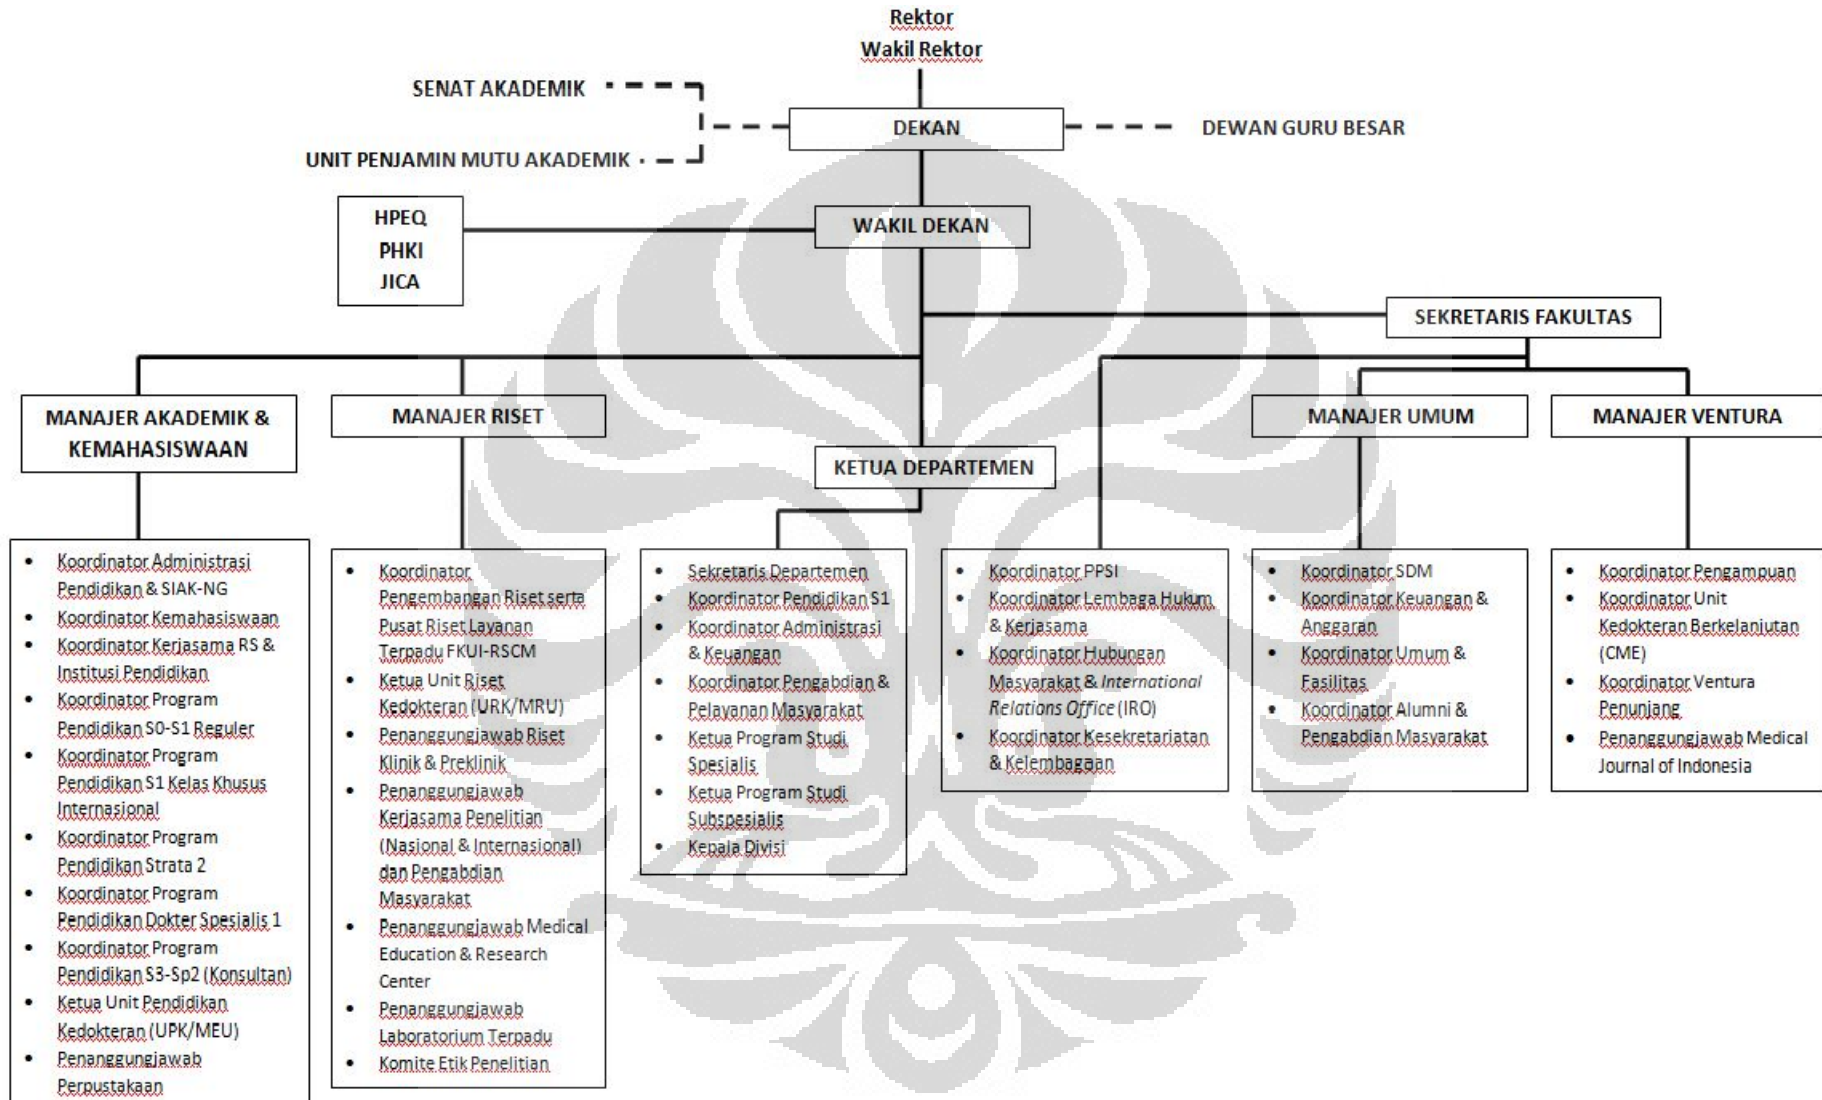 Rektor
Wakil Rektor
SENAT AKADEMIK
DEKAN
DEWAN GURU BESAR
UNIT PENJAMIN MUTU AKADEMIK
HPEQ
PHKI
JICA
WAKIL DEKAN
SEKRETARIS FAKULTAS
MANAJER AKADEMIK &
KEMAHASISWAAN
MANAJER RISET
KETUA DEPARTEMEN
MANAJER UMUM
MANAJER VENTURA
• Koordinator Administrasi
Pendidikan & SIAK-NG
• Koordinator Kemahasiswaan
• Koordinator Kerjasama RS &
Institusi Pendidikan
• Koordinator Program
Pendidikan S0-S1 Reguler
• Koordinator Program
Pendidikan S1 Kelas Khusus
Internasional
• Koordinator Program
Pendidikan Strata 2
• Koordinator Program
Pendidikan Dokter Spesialis 1
• Koordinator Program
Pendidikan S3-Sp2 (Konsultan)
• Ketua Unit Pendidikan
Kedokteran (UPK/MEU)
• Penanggungjawab
Perpustakaan
• Koordinator
Pengembangan Riset serta
Pusat Riset Layanan
Terpadu FKUI-RSCM
• Ketua Unit Riset
Kedokteran (URK/MRU)
• Penanggungjawab Riset
Klinik & Preklinik
• Penanggungjawab
Kerjasama Penelitian
(Nasional & Internasional)
dan Pengabdian
Masyarakat
• Penanggungjawab Medical
Education & Research
Center
• Penanggungjawab
Laboratorium Terpadu
• Komite Etik Penelitian
• Sekretaris Departemen
• Koordinator Pendidikan S1
• Koordinator Administrasi
& Keuangan
• Koordinator Pengabdian &
Pelayanan Masyarakat
• Ketua Program Studi
Spesialis
• Ketua Program Studi
Subspesialis
• Kepala Divisi
• Koordinator PPSI
• Koordinator Lembaga Hukum
& Kerjasama
• Koordinator Hubungan
Masyarakat & International
Relations Office (IRO)
• Koordinator Kesekretariatan
& Kelembagaan
• Koordinator SDM
• Koordinator Keuangan &
Anggaran
• Koordinator Umum &
Fasilitas
• Koordinator Alumni &
Pengabdian Masyarakat
• Koordinator Pengampuan
• Koordinator Unit
Kedokteran Berkelanjutan
(CME)
• Koordinator Ventura
Penunjang
• Penanggungjawab Medical
Journal of Indonesia